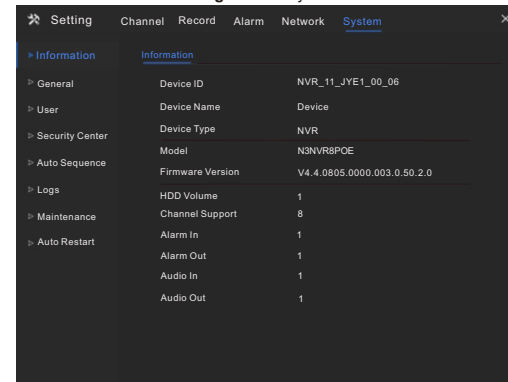 Setting Channel Record Alarm Network System ×
Information
General
User
Security Center
Auto Sequence
Logs
Maintenance
Auto Restart
Information
Device ID NVR_11_JYE1_00_06
Device Name Device
Device Type NVR
Model N3NVR8POE
Firmware Version V4.4.0805.0000.003.0.50.2.0
HDD Volume 1
Channel Support 8
Alarm In 1
Alarm Out 1
Audio In 1
Audio Out 1